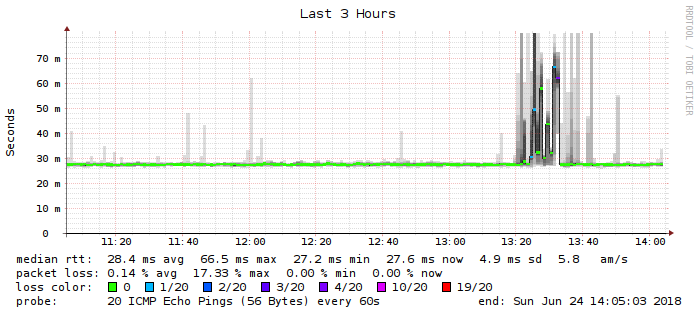 Last 3 Hours
RRDTOOL / TOBI OETIKER
Seconds
70 m
60 m
50 m
40 m
30 m
20 m
10 m
0
11:20 11:40 12:00 12:20 12:40 13:00 13:20 13:40 14:00
median rtt: 28.4 ms avg 66.5 ms max 27.2 ms min 27.6 ms now 4.9 ms sd 5.8 am/s
packet loss: 0.14 % avg 17.33 % max 0.00 % min 0.00 % now
loss color: 0 1/20 2/20 3/20 4/20 10/20 19/20
probe: 20 ICMP Echo Pings (56 Bytes) every 60s end: Sun Jun 24 14:05:03 2018